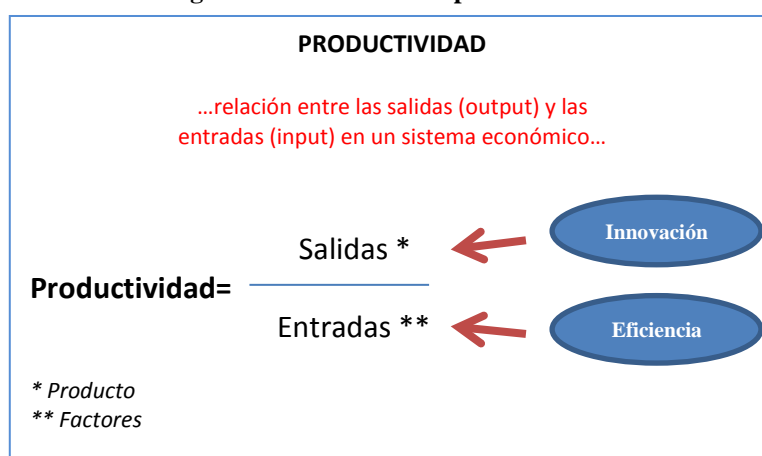 PRODUCTIVIDAD
…relación entre las salidas (output) y las
entradas (input) en un sistema económico…
Salidas *
Innovación
Productividad=
Entradas **
Eficiencia
* Producto
** Factores